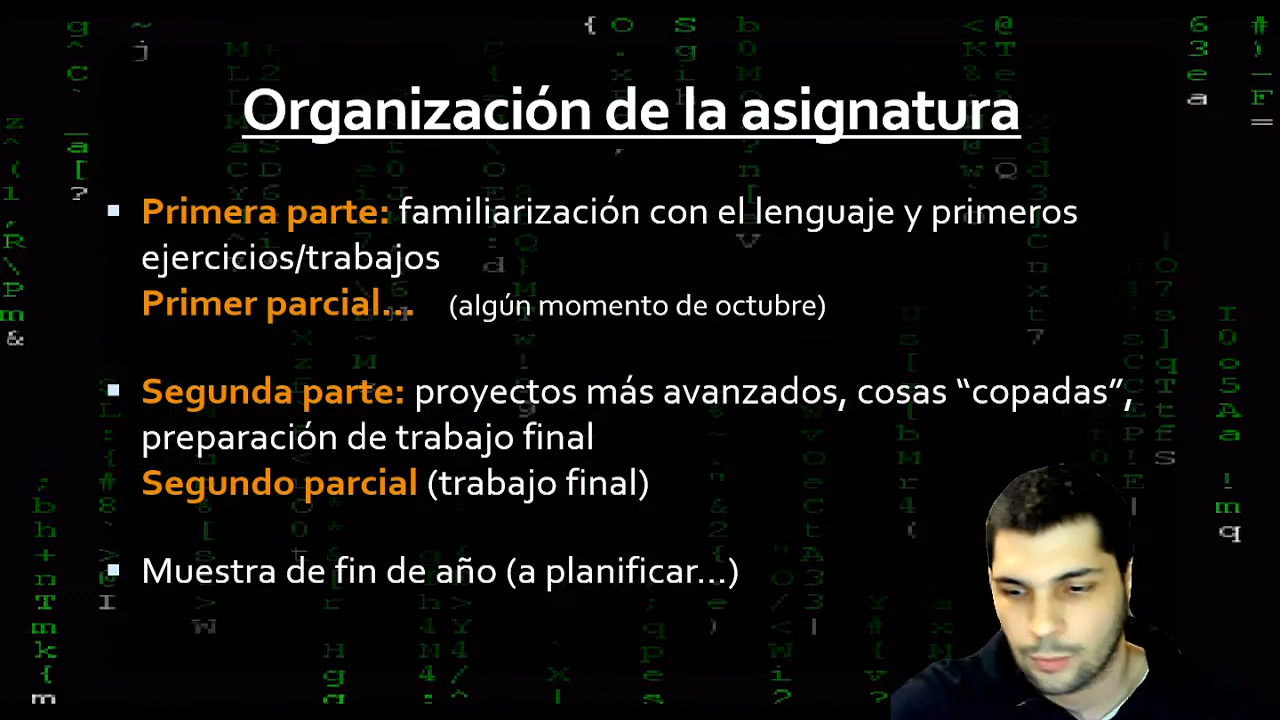 Organización de la asignatura
Primera parte: familiarización con el lenguaje y primeros
ejercicios/trabajos
Primer parcial... (algún momento de octubre)
Segunda parte: proyectos más avanzados, cosas “copadas”,
preparación de trabajo final
Segundo parcial (trabajo final)
Muestra de fin de año (a planificar...)